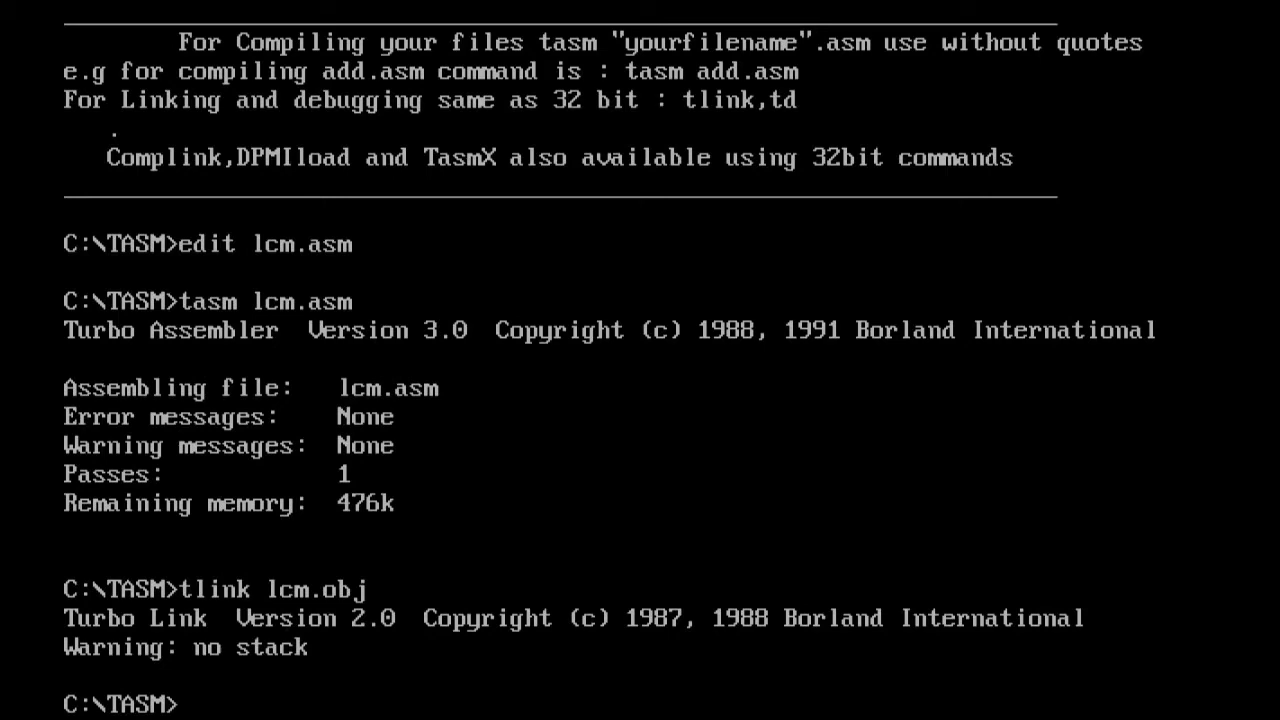 For Compiling your files tasm "yourfilename".asm use without quotes
e.g for compiling add.asm command is : tasm add.asm
For Linking and debugging same as 32 bit : tlink,td
.
Complink,DPMIload and TasmX also available using 32bit commands
C:\TASM>edit lcm.asm
C:\TASM>tasm lcm.asm
Turbo Assembler  Version 3.0  Copyright (c) 1988, 1991 Borland International
Assembling file:   lcm.asm
Error messages:    None
Warning messages:  None
Passes:            1
Remaining memory:  476k
C:\TASM>tlink lcm.obj
Turbo Link  Version 2.0  Copyright (c) 1987, 1988 Borland International
Warning: no stack
C:\TASM>